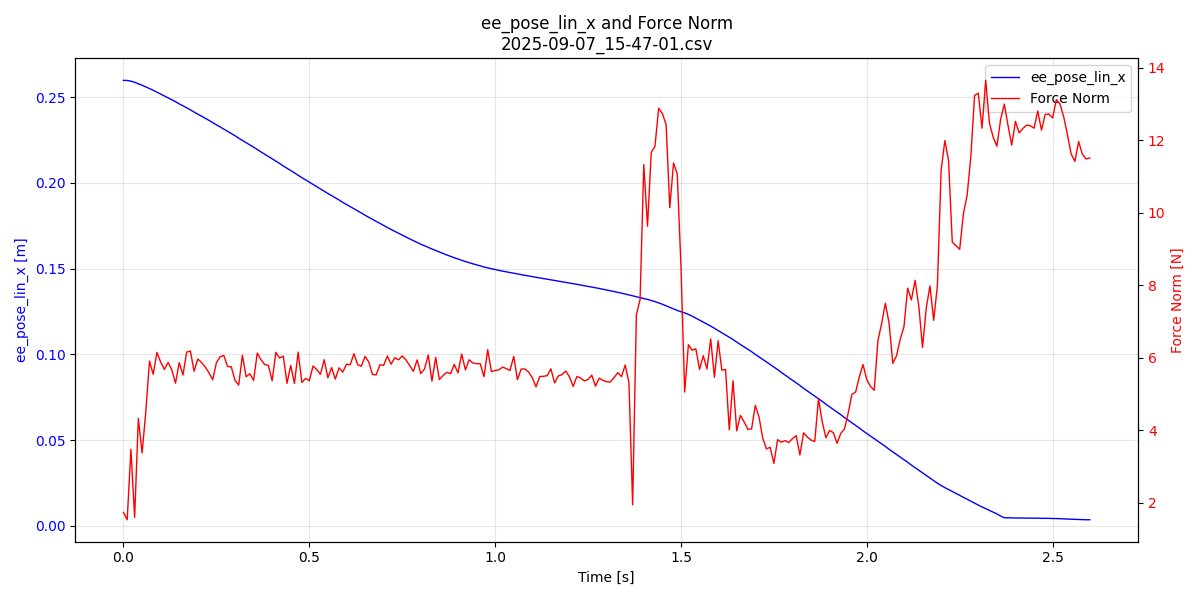 ee_pose_lin_x and Force Norm
2025-09-07_15-47-01.csv
ee_pose_lin_x
Force Norm
ee_pose_lin_x [m]
0.25
0.20
0.15
0.10
0.05
0.00
14
12
10
8
6
4
2
Force Norm [N]
0.0 0.5 1.0 1.5 2.0 2.5
Time [s]